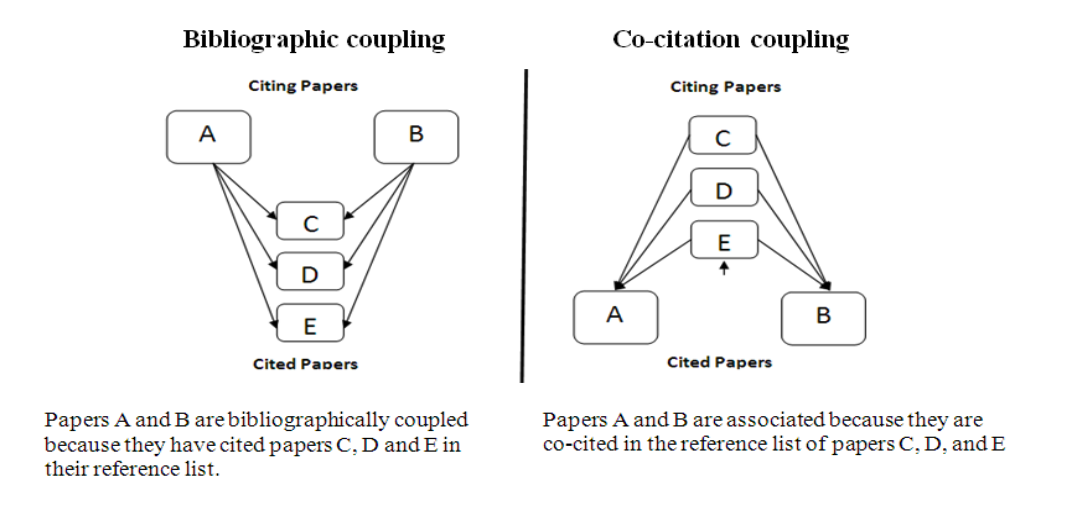 Bibliographic coupling
Citing Papers
A
B
C
D
E
Cited Papers
Papers A and B are bibliographically coupled
because they have cited papers C, D and E in
their reference list.
Co-citation coupling
Citing Papers
C
D
E
A
B
Cited Papers
Papers A and B are associated because they are
co-cited in the reference list of papers C, D, and E